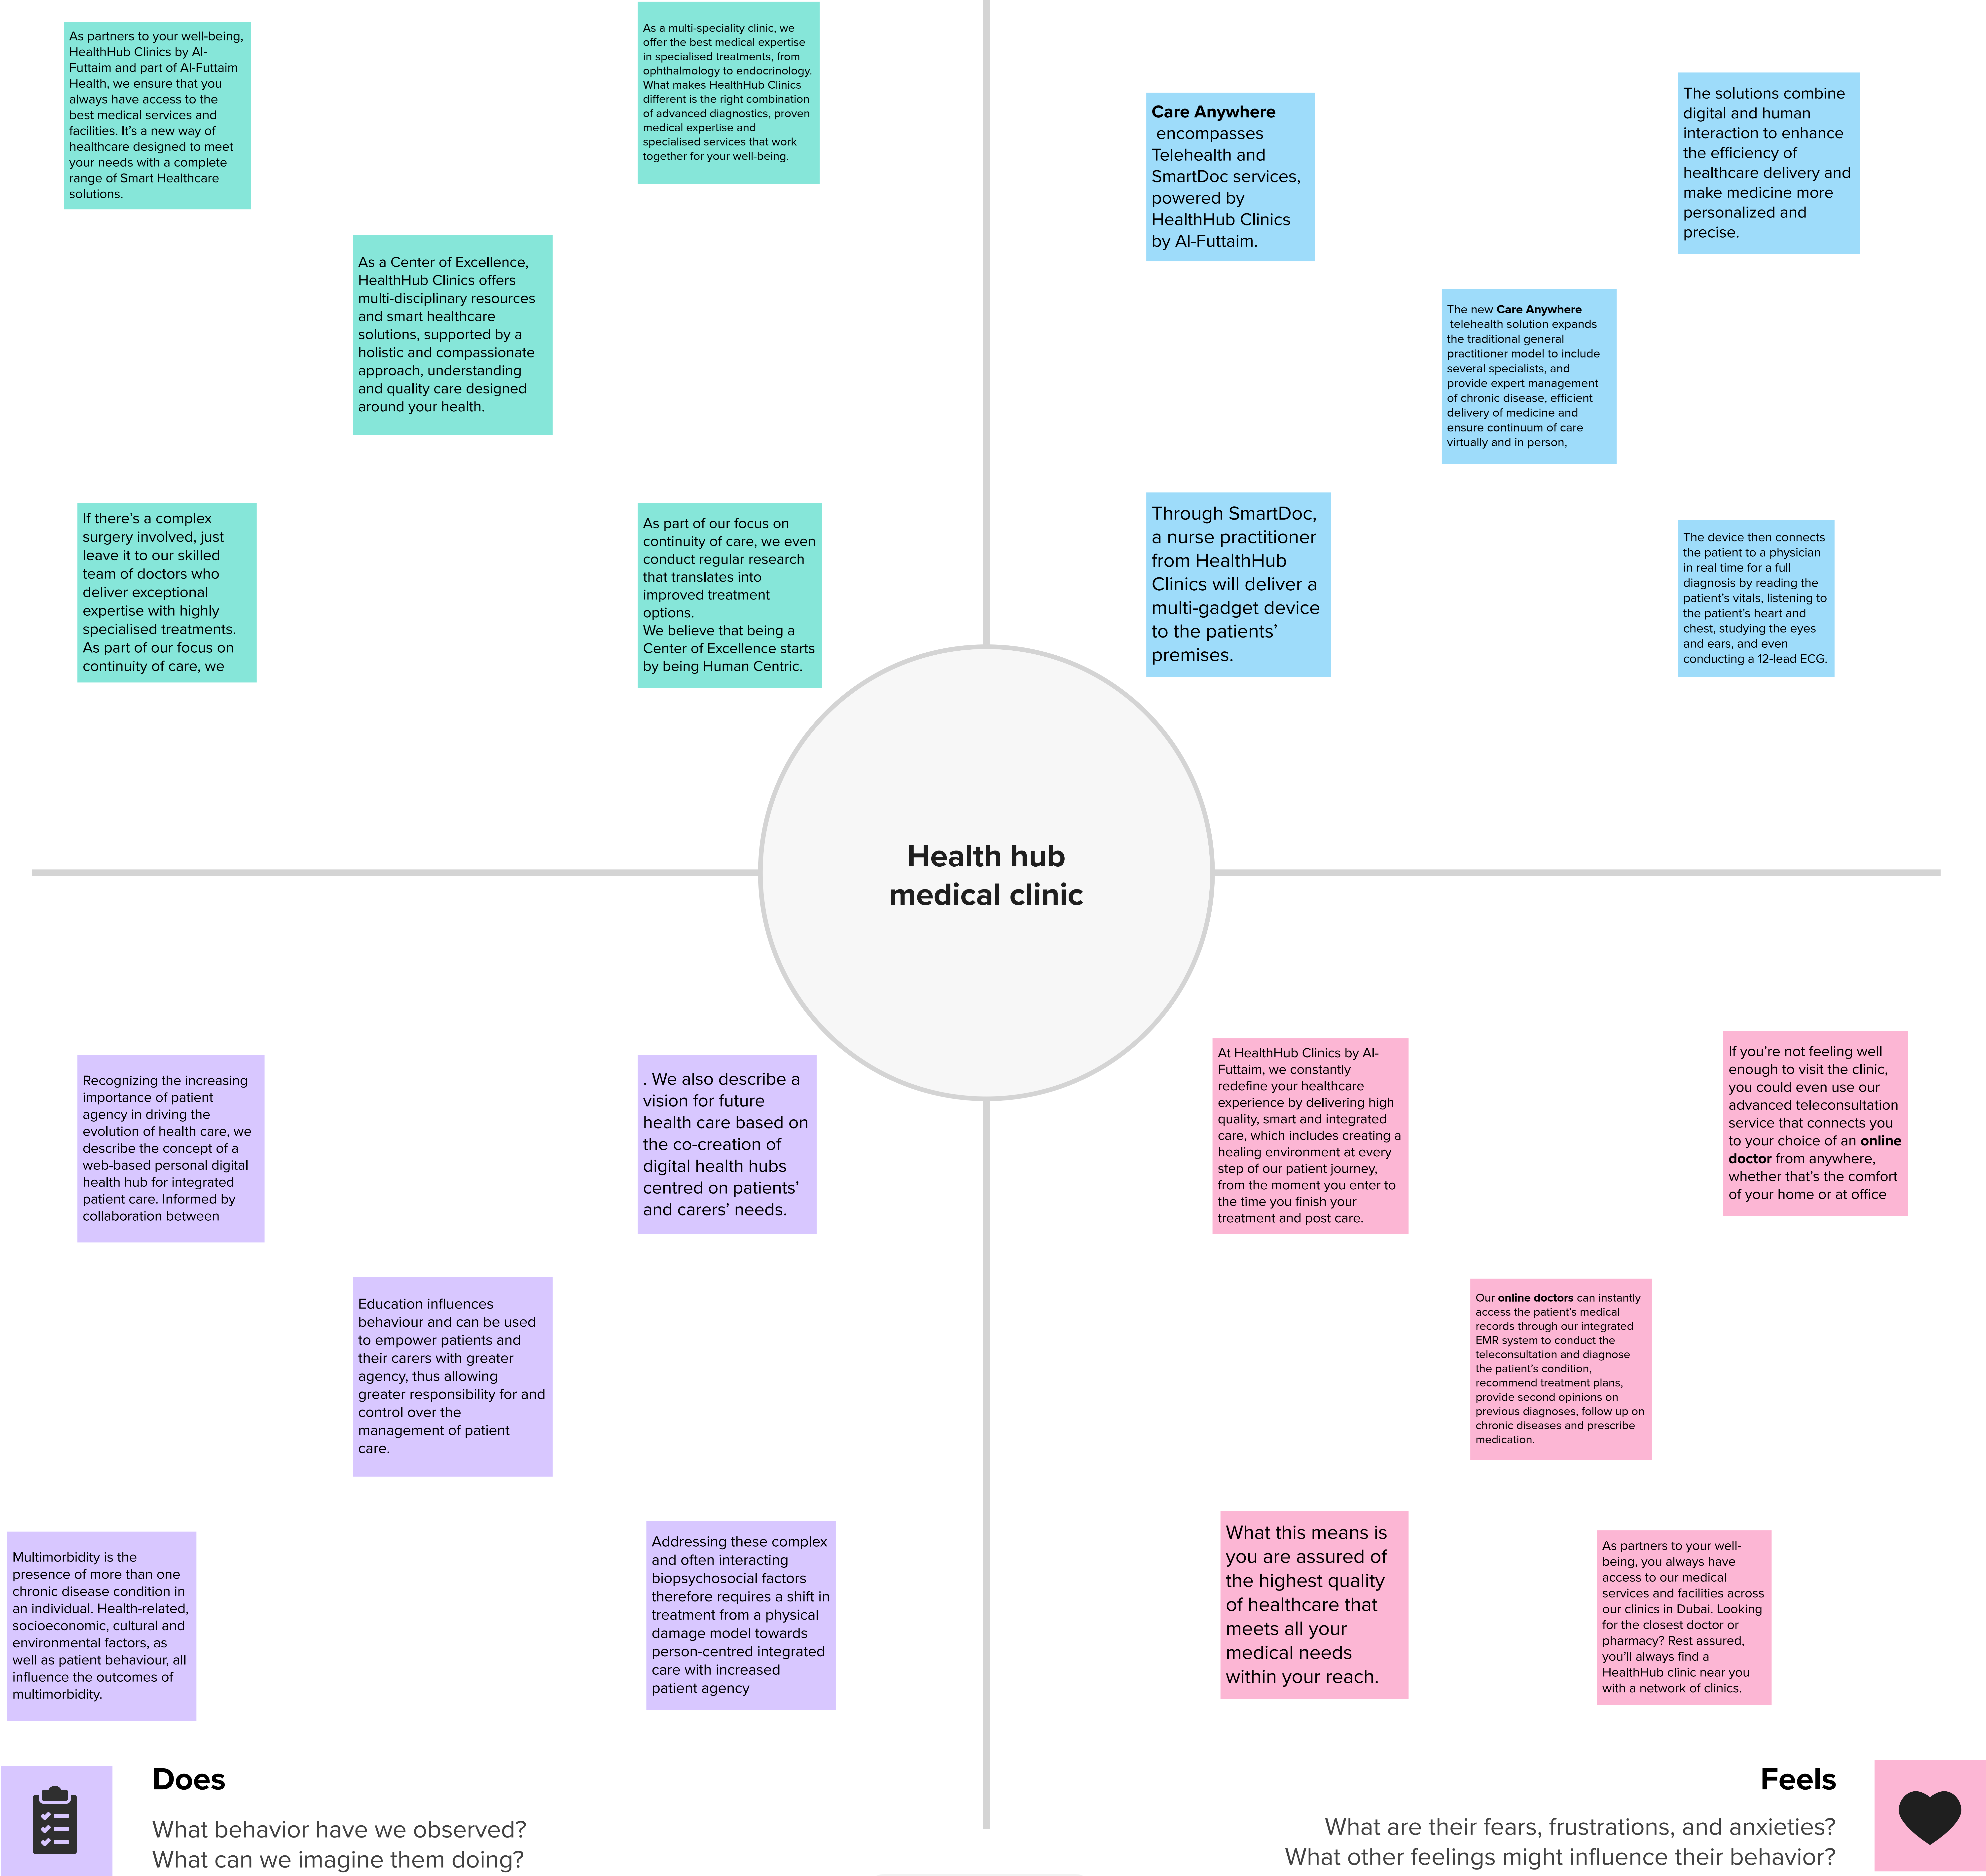 As partners to your well-being,
HealthHub Clinics by Al-
Futtaim and part of Al-Futtaim
Health, we ensure that you
always have access to the
best medical services and
facilities. It's a new way of
healthcare designed to meet
your needs with a complete
range of Smart Healthcare
solutions.
As a multi-speciality clinic, we
offer the best medical expertise
in specialised treatments, from
ophthalmology to endocrinology.
What makes HealthHub Clinics
different is the right combination
of advanced diagnostics, proven
medical expertise and
specialised services that work
together for your well-being.
As a Center of Excellence,
HealthHub Clinics offers
multi-disciplinary resources
and smart healthcare
solutions, supported by a
holistic and compassionate
approach, understanding
and quality care designed
around your health.
If there's a complex
surgery involved, just
leave it to our skilled
team of doctors who
deliver exceptional
expertise with highly
specialised treatments.
As part of our focus on
continuity of care, we
As part of our focus on
continuity of care, we even
conduct regular research
that translates into
improved treatment
options.
We believe that being a
Center of Excellence starts
by being Human Centric.
Care Anywhere
encompasses
Telehealth and
SmartDoc services,
powered by
HealthHub Clinics
by Al-Futtaim.
The solutions combine
digital and human
interaction to enhance
the efficiency of
healthcare delivery and
make medicine more
personalized and
precise.
The new Care Anywhere
telehealth solution expands
the traditional general
practitioner model to include
several specialists, and
provide expert management
of chronic disease, efficient
delivery of medicine and
ensure continuum of care
virtually and in person,
Through SmartDoc,
a nurse practitioner
from HealthHub
Clinics will deliver a
multi-gadget device
to the patients'
premises.
The device then connects
the patient to a physician
in real time for a full
diagnosis by reading the
patient's vitals, listening to
the patient's heart and
chest, studying the eyes
and ears, and even
conducting a 12-lead ECG.
Health hub
medical clinic
Recognizing the increasing
importance of patient
agency in driving the
evolution of health care, we
describe the concept of a
web-based personal digital
health hub for integrated
patient care. Informed by
collaboration between
. We also describe a
vision for future
health care based on
the co-creation of
digital health hubs
centred on patients'
and carers' needs.
Education influences
behaviour and can be used
to empower patients and
their carers with greater
agency, thus allowing
greater responsibility for and
control over the
management of patient
care.
Multimorbidity is the
presence of more than one
chronic disease condition in
an individual. Health-related,
socioeconomic, cultural and
environmental factors, as
well as patient behaviour, all
influence the outcomes of
multimorbidity.
Addressing these complex
and often interacting
biopsychosocial factors
therefore requires a shift in
treatment from a physical
damage model towards
person-centred integrated
care with increased
patient agency
At HealthHub Clinics by Al-
Futtaim, we constantly
redefine your healthcare
experience by delivering high
quality, smart and integrated
care, which includes creating a
healing environment at every
step of our patient journey,
from the moment you enter to
the time you finish your
treatment and post care.
If you're not feeling well
enough to visit the clinic,
you could even use our
advanced teleconsultation
service that connects you
to your choice of an online
doctor from anywhere,
whether that's the comfort
of your home or at office
Our online doctors can instantly
access the patient's medical
records through our integrated
EMR system to conduct the
teleconsultation and diagnose
the patient's condition,
recommend treatment plans,
provide second opinions on
previous diagnoses, follow up on
chronic diseases and prescribe
medication.
What this means is
you are assured of
the highest quality
of healthcare that
meets all your
medical needs
within your reach.
As partners to your well-
being, you always have
access to our medical
services and facilities across
our clinics in Dubai. Looking
for the closest doctor or
pharmacy? Rest assured,
you'll always find a
HealthHub clinic near you
with a network of clinics.
Does
What behavior have we observed?
What can we imagine them doing?
Feels
What are their fears, frustrations, and anxieties?
What other feelings might influence their behavior?